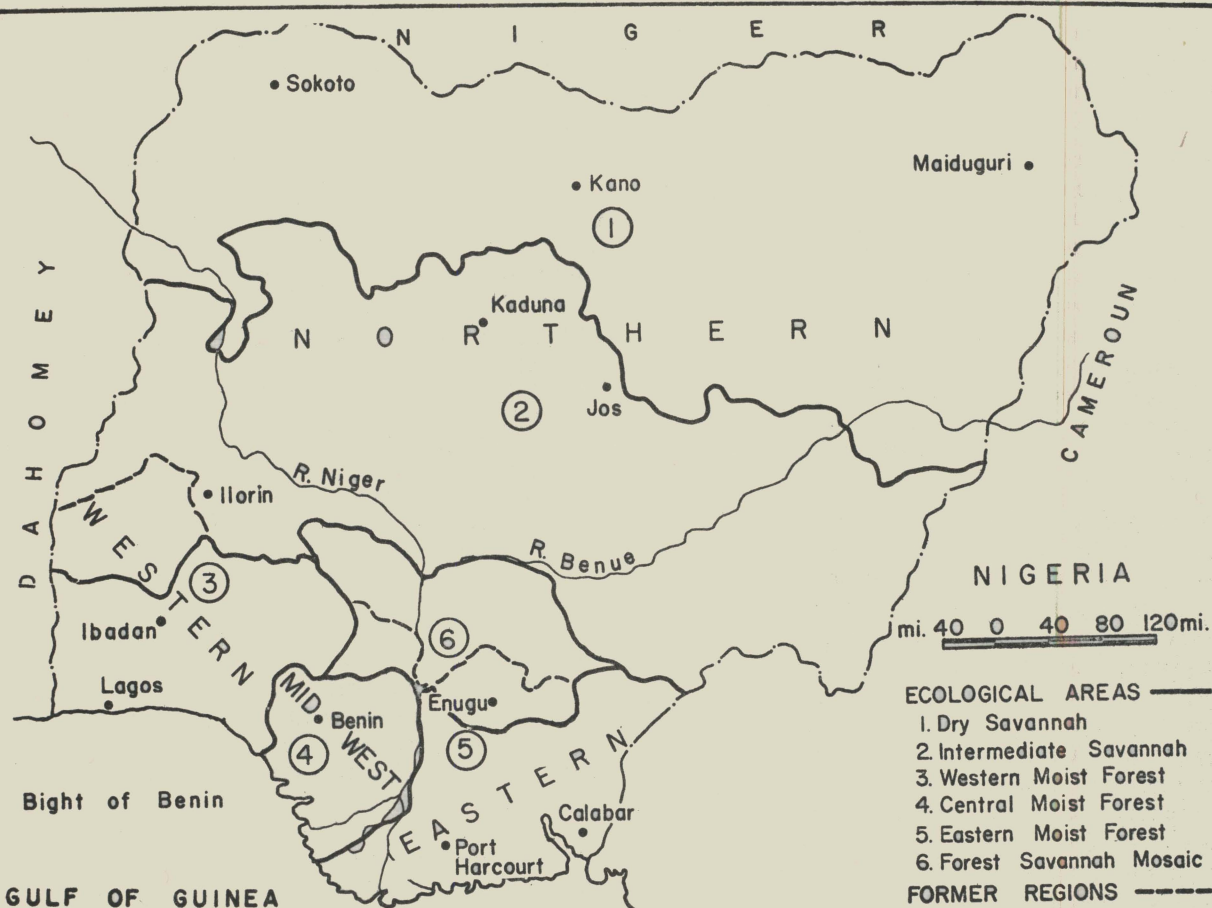 NIGER
Sokoto
Maiduguri
Kano
1
DAHOMEY
Kaduna
NORTHERN
CAMEROUN
2
Jos
R. Niger
Ilorin
WESTERN
R. Benue
3
NIGERIA
mi. 40 0 40 80 120mi.
Ibadan
6
Lagos
MID WEST
Enugu
Benin
4
5
EASTERN
Bight of Benin
Calabar
Port
Harcourt
GULF OF GUINEA
ECOLOGICAL AREAS
1. Dry Savannah
2. Intermediate Savannah
3. Western Moist Forest
4. Central Moist Forest
5. Eastern Moist Forest
6. Forest Savannah Mosaic
FORMER REGIONS